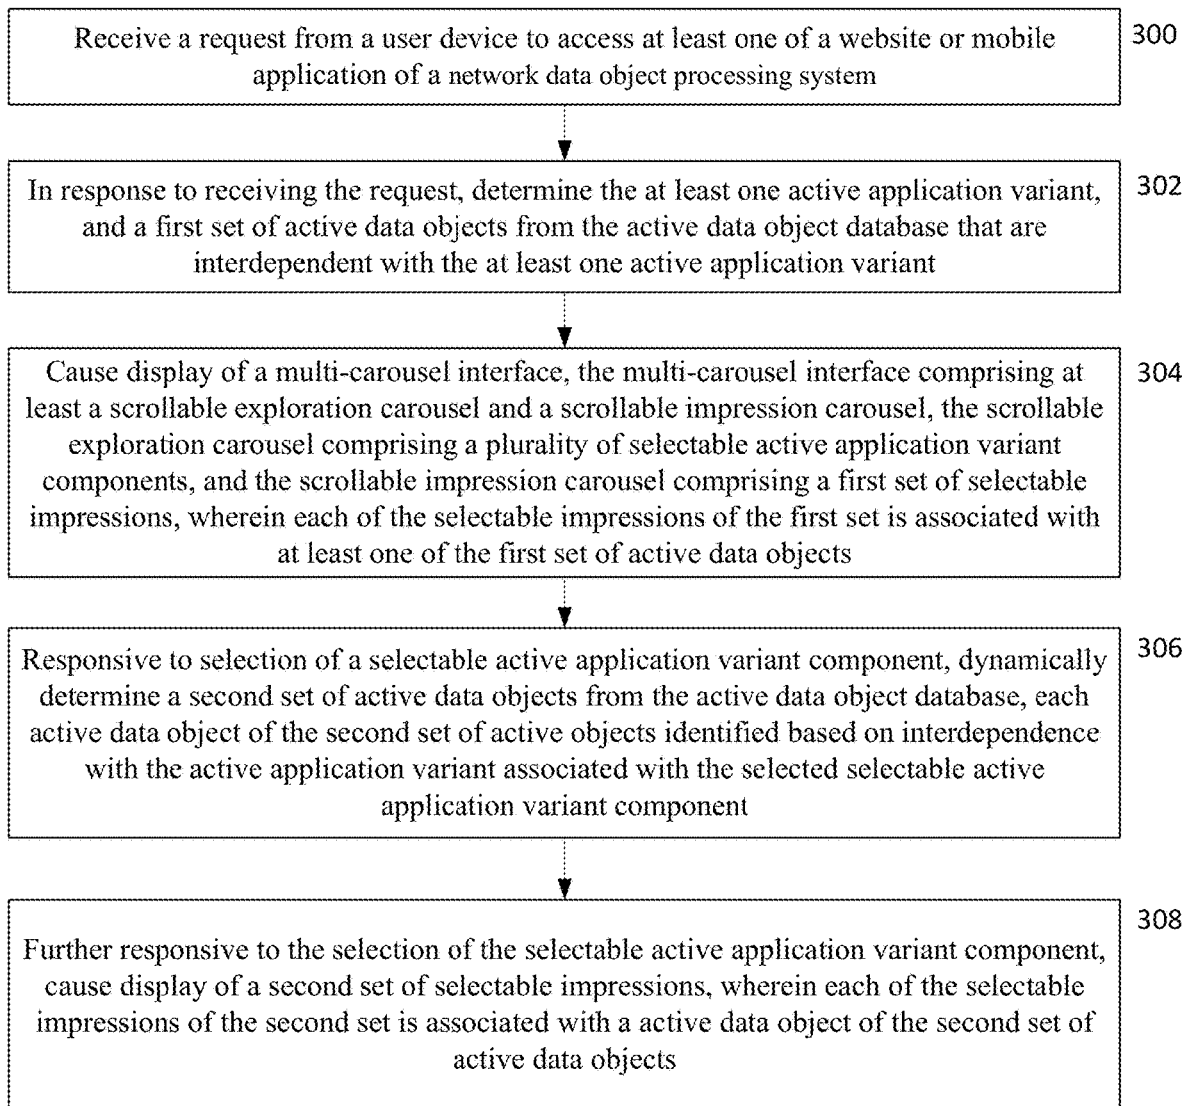 Receive a request from a user device to access at least one of a website or mobile
application of a network data object processing system
300
In response to receiving the request, determine the at least one active application variant,
and a first set of active data objects from the active data object database that are
interdependent with the at least one active application variant
302
Cause display of a multi-carousel interface, the multi-carousel interface comprising at
least a scrollable exploration carousel and a scrollable impression carousel, the scrollable
exploration carousel comprising a plurality of selectable active application variant
components, and the scrollable impression carousel comprising a first set of selectable
impressions, wherein each of the selectable impressions of the first set is associated with
at least one of the first set of active data objects
304
Responsive to selection of a selectable active application variant component, dynamically
determine a second set of active data objects from the active data object database, each
active data object of the second set of active objects identified based on interdependence
with the active application variant associated with the selected selectable active
application variant component
306
Further responsive to the selection of the selectable active application variant component,
cause display of a second set of selectable impressions, wherein each of the selectable
impressions of the second set is associated with a active data object of the second set of
active data objects
308